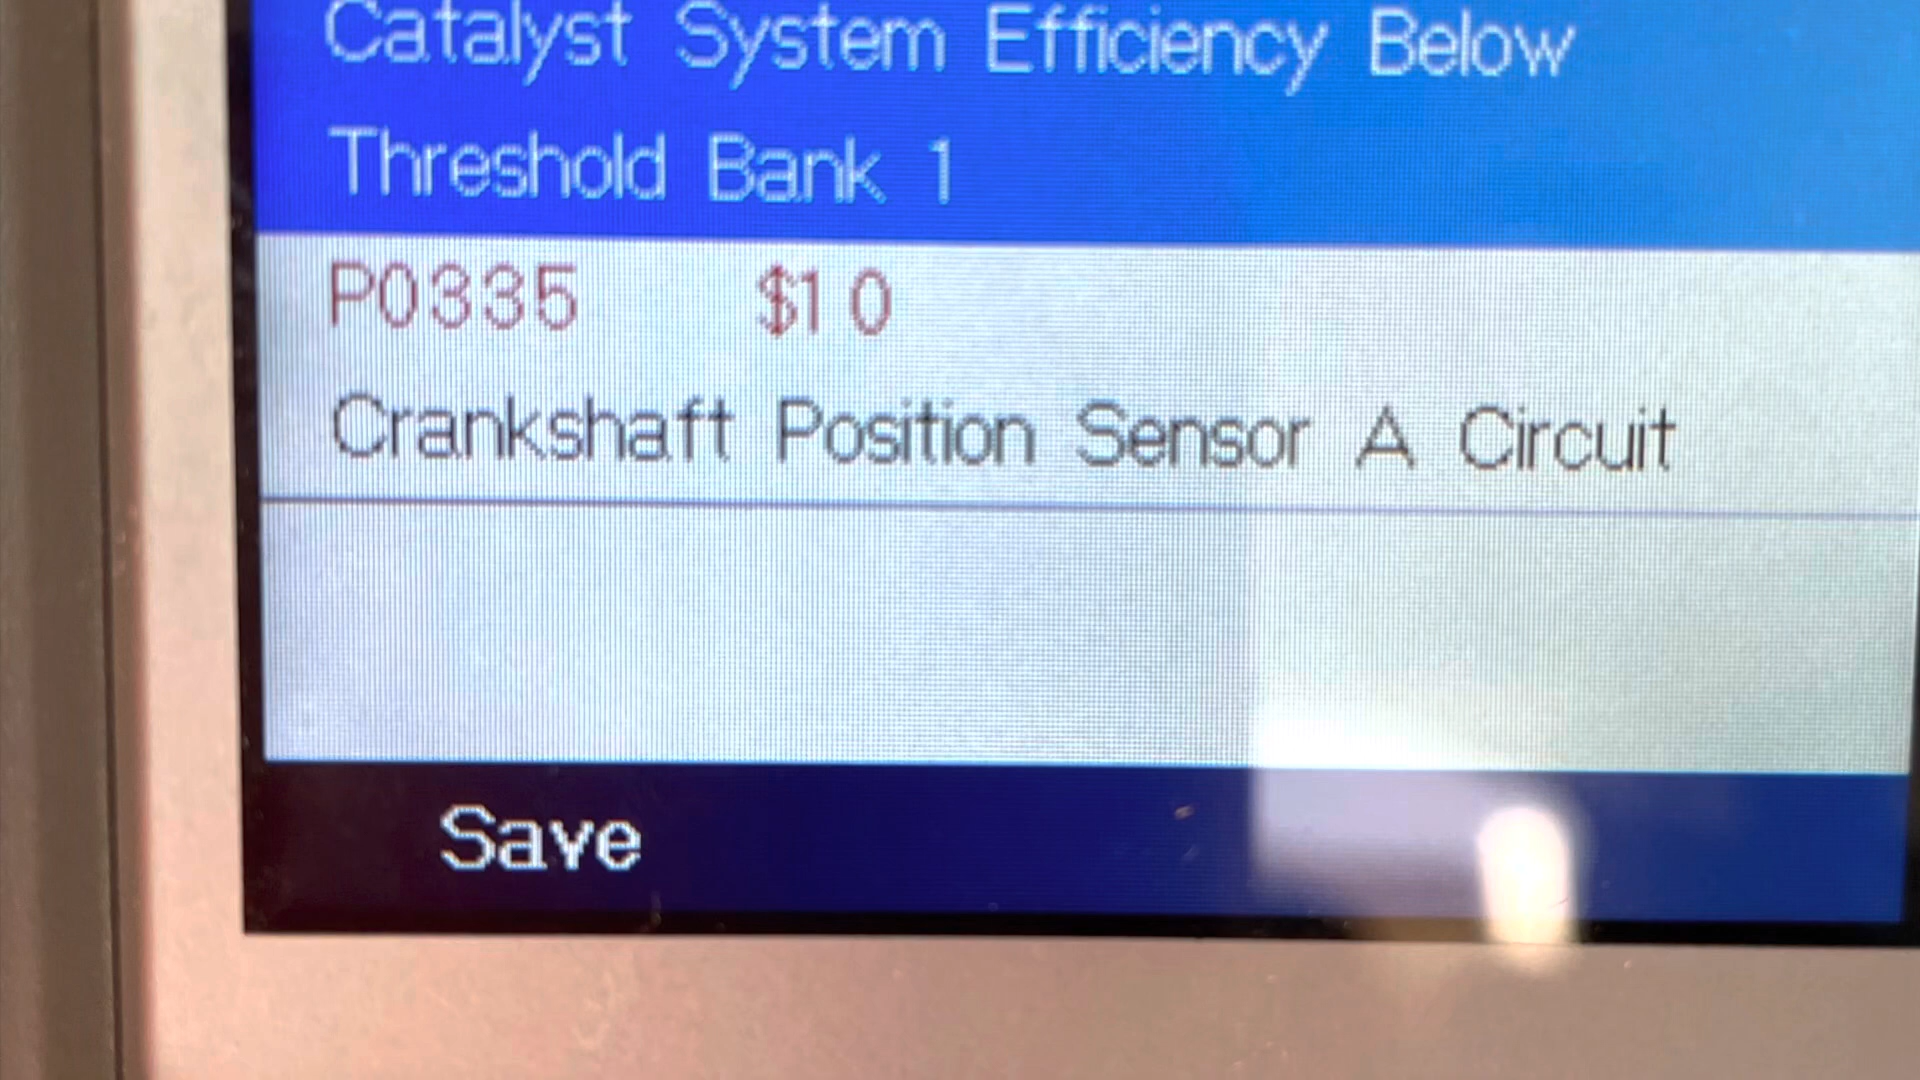 Catalyst System Efficiency Below
Threshold Bank 1
P0335 $10
Crankshaft Position Sensor A Circuit
Save